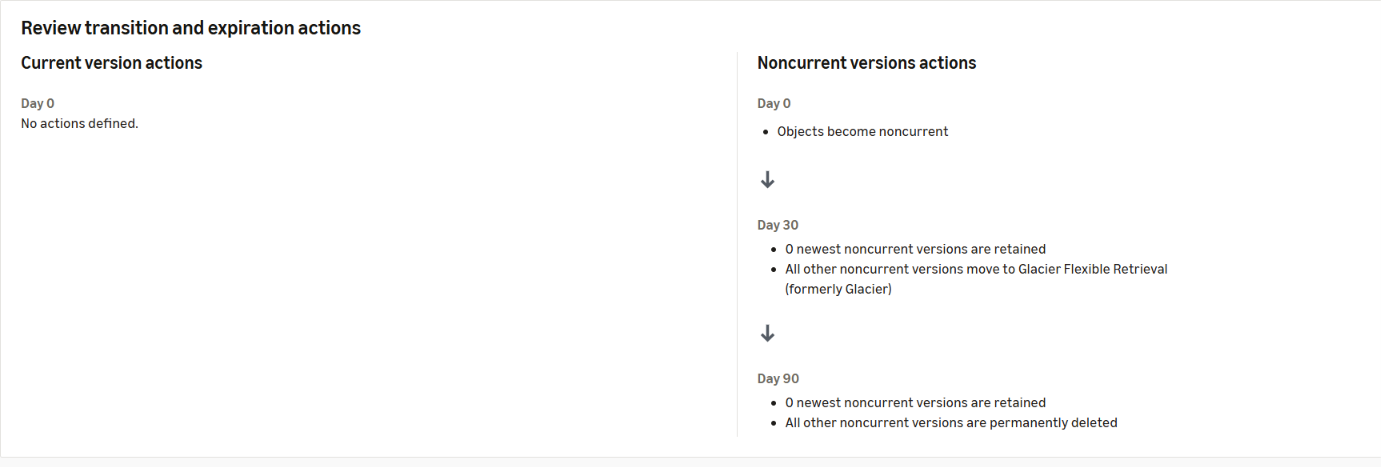 Review transition and expiration actions
Current version actions
Day 0
No actions defined.
Noncurrent versions actions
Day 0
Objects become noncurrent
Day 30
0 newest noncurrent versions are retained
All other noncurrent versions move to Glacier Flexible Retrieval
(formerly Glacier)
Day 90
0 newest noncurrent versions are retained
All other noncurrent versions are permanently deleted